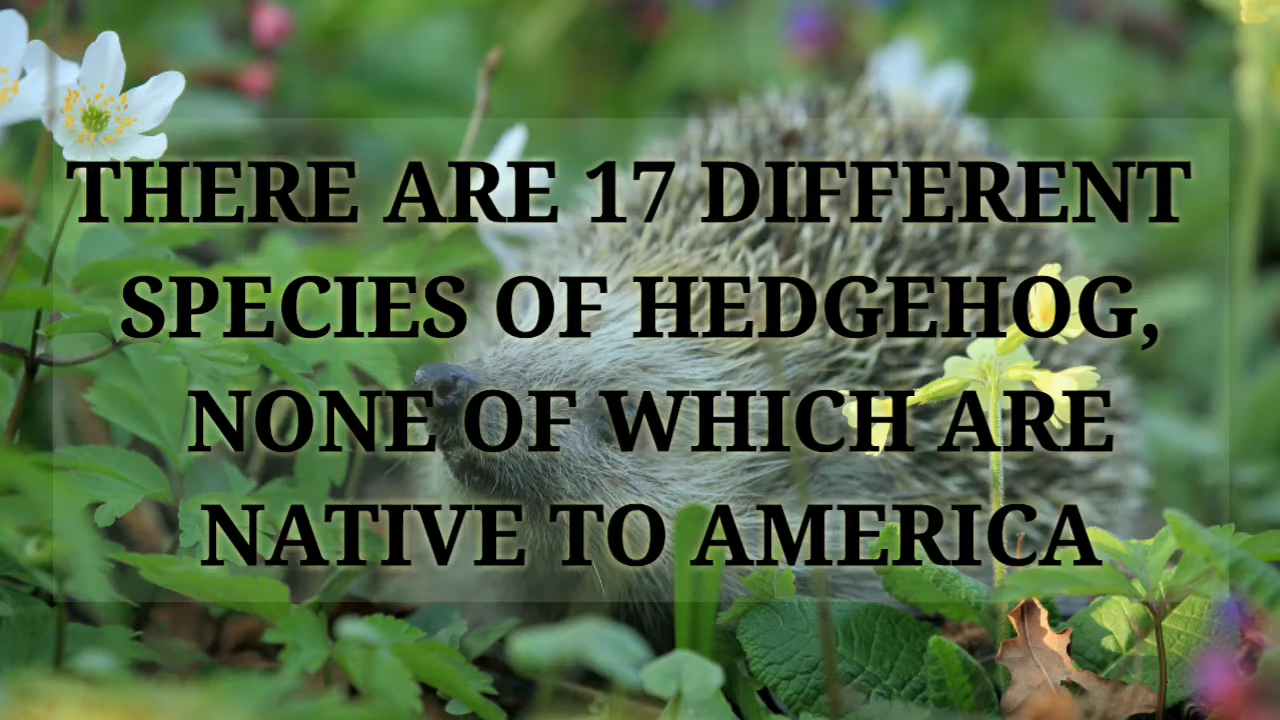 THERE ARE 17 DIFFERENT
SPECIES OF HEDGEHOG,
NONE OF WHICH ARE
NATIVE TO AMERICA